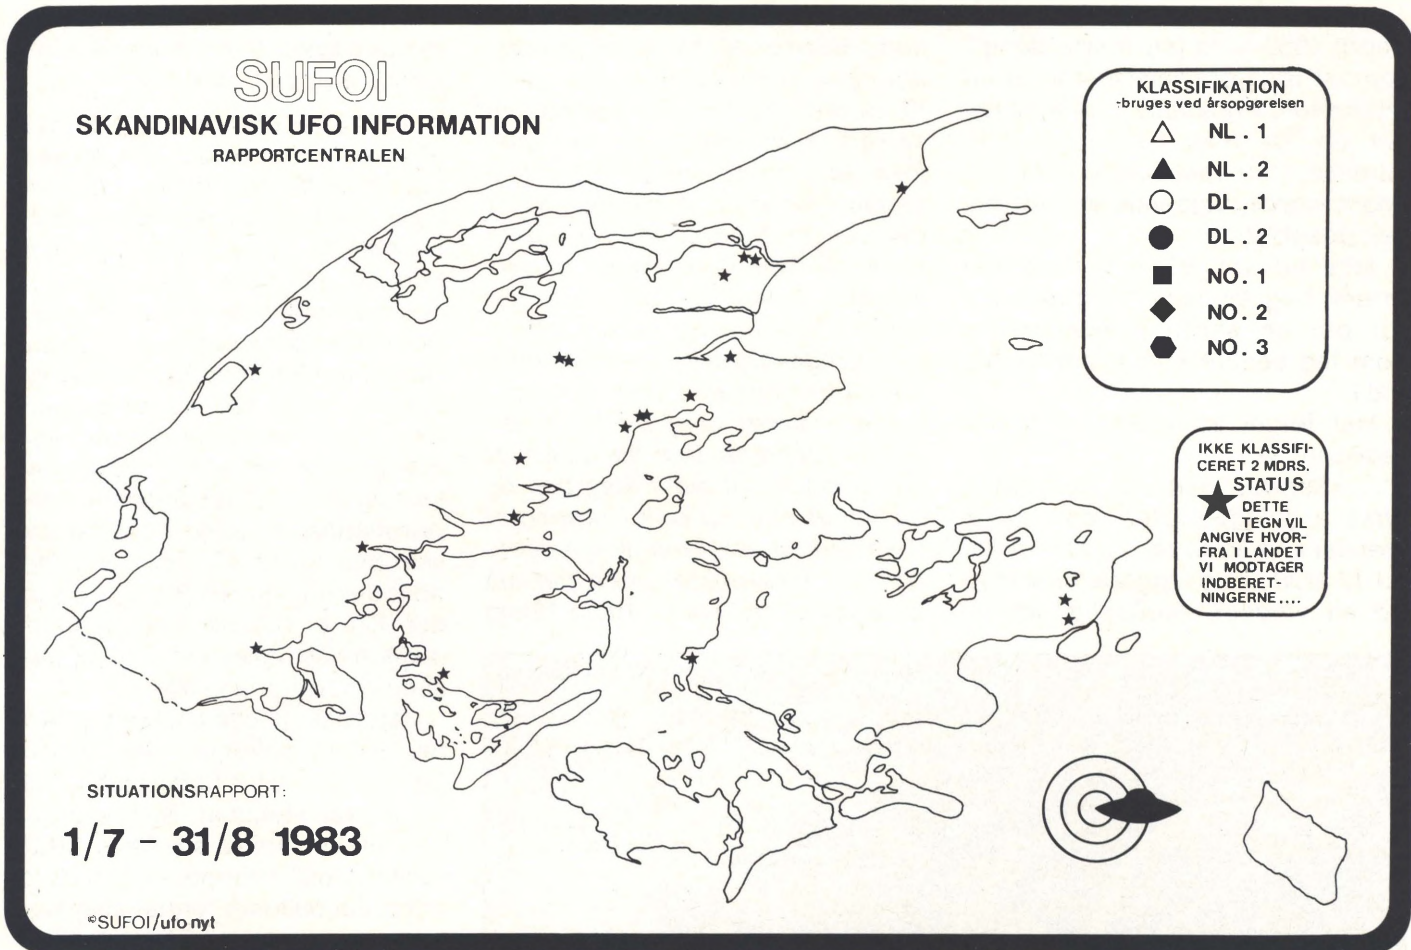 SUFOI
SKANDINAVISK UFO INFORMATION
RAPPORTCENTRALEN
KLASSIFIKATION
-bruges ved årsopgørelsen
NL. 1
NL. 2
DL. 1
DL. 2
NO. 1
NO. 2
NO. 3
IKKE KLASSIFI-
CERET 2 MDRS.
STATUS
DETTE
TEGN VIL
ANGIVE HVOR-
FRA I LANDET
VI MODTAGER
INDBERET-
NINGERNE....
SITUATIONSRAPPORT:
1/7 - 31/8 1983
©SUFOI/ufo nyt